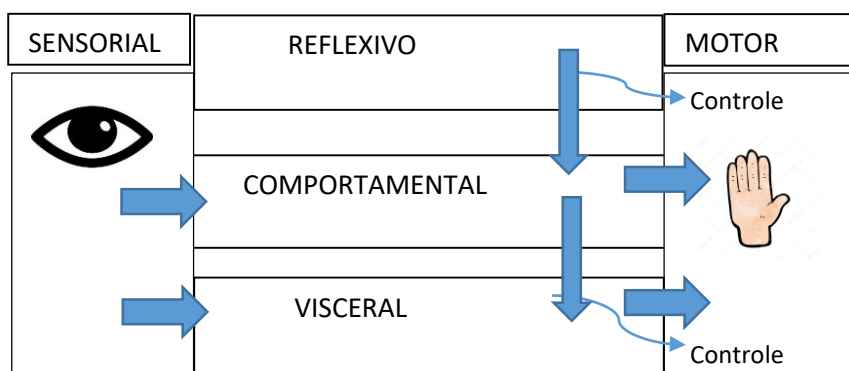 SENSORIAL
REFLEXIVO
MOTOR
Controle
COMPORTAMENTAL
VISCERAL
Controle